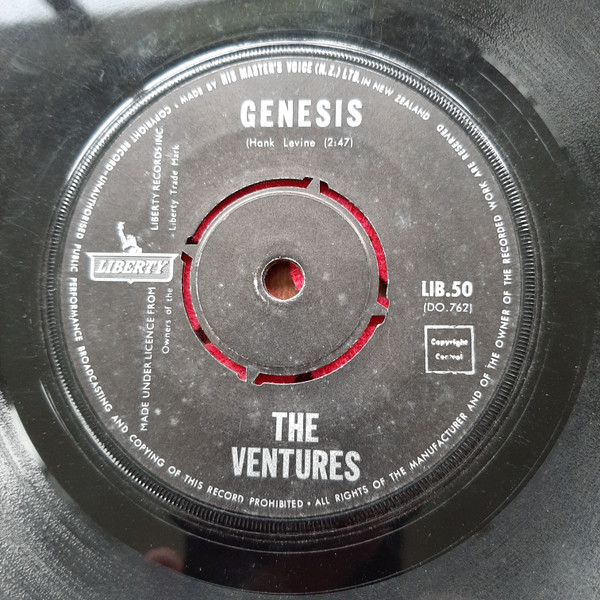 • MADE BY HIS MASTER'S VOICE (N.Z.) LTD. IN NEW ZEALAND
GENESIS
(Hank Levine (2:47)
LIBERTY
MADE UNDER LICENCE FROM LIBERTY RECORDS INC
Owners of the Liberty Trade Mark
LIB.50
(DO.762)
Copyright
Control
THE
VENTURES
COPYRIGHT RECORD–UNAUTHORISED PUBLIC PERFORMANCE BROADCASTING AND COPYING OF THIS RECORD PROHIBITED • ALL RIGHTS OF THE MANUFACTURER AND OF THE OWNER OF THE RECORDED WORK ARE RESERVED